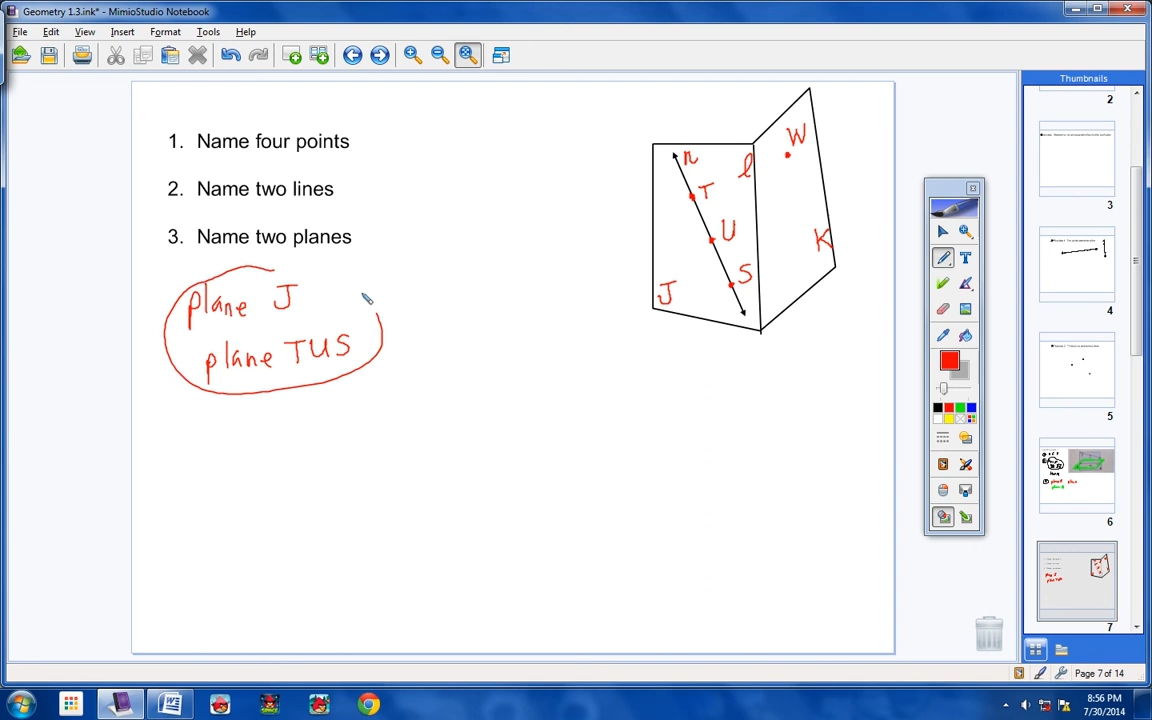 Geometry 1.3.ink* - MimioStudio Notebook
File Edit View Insert Format Tools Help
Thumbnails
1. Name four points
2. Name two lines
3. Name two planes
plane J
plane TUS
n
T
U
S
J
l
W
K
2
3
4
5
6
7
Page 7 of 14
8:56 PM
7/30/2014